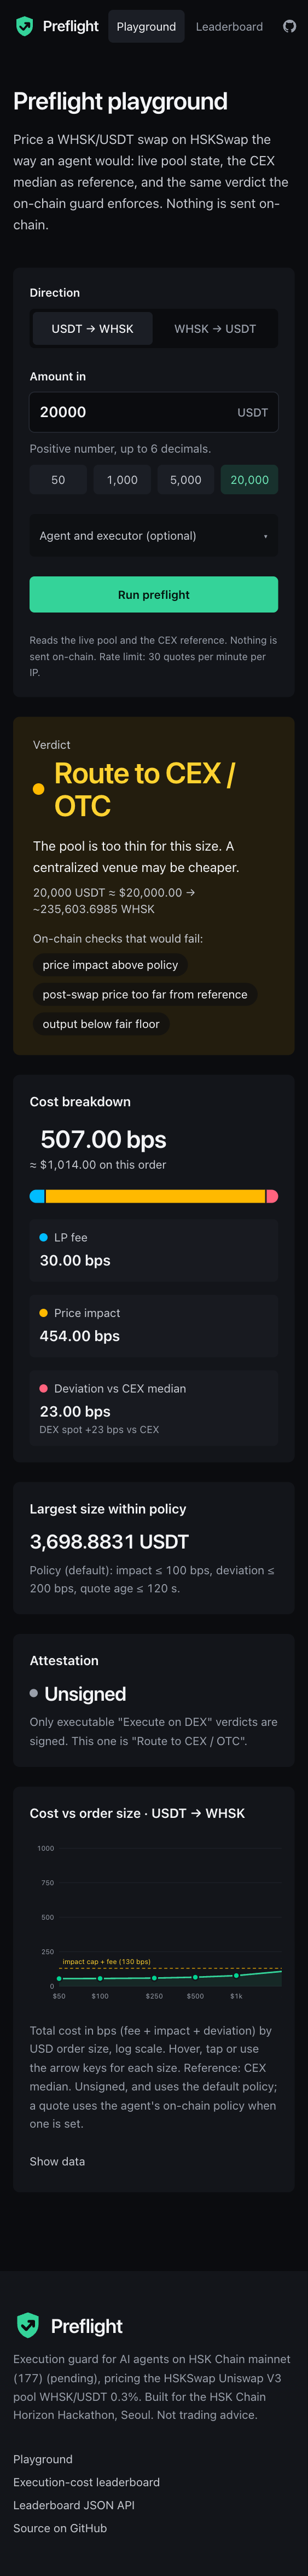 Preflight
Playground
Leaderboard
Preflight playground
Price a WHSK/USDT swap on HSKSwap the
way an agent would: live pool state, the CEX
median as reference, and the same verdict the
on-chain guard enforces. Nothing is sent on-
chain.
Direction
USDT → WHSK
WHSK → USDT
Amount in
20000
USDT
Positive number, up to 6 decimals.
50
1,000
5,000
20,000
Agent and executor (optional)
Run preflight
Reads the live pool and the CEX reference. Nothing is
sent on-chain. Rate limit: 30 quotes per minute per
IP.
Verdict
Route to CEX /
OTC
The pool is too thin for this size. A
centralized venue may be cheaper.
20,000 USDT ≈ $20,000.00 →
~235,603.6985 WHSK
On-chain checks that would fail:
price impact above policy
post-swap price too far from reference
output below fair floor
Cost breakdown
507.00 bps
≈ $1,014.00 on this order
LP fee
30.00 bps
Price impact
454.00 bps
Deviation vs CEX median
23.00 bps
DEX spot +23 bps vs CEX
Largest size within policy
3,698.8831 USDT
Policy (default): impact ≤ 100 bps, deviation ≤
200 bps, quote age ≤ 120 s.
Attestation
Unsigned
Only executable "Execute on DEX" verdicts are
signed. This one is "Route to CEX / OTC".
Cost vs order size · USDT → WHSK
1000
750
500
250
impact cap + fee (130 bps)
0
$50
$100
$250
$500
$1k
Total cost in bps (fee + impact + deviation) by
USD order size, log scale. Hover, tap or use
the arrow keys for each size. Reference: CEX
median. Unsigned, and uses the default policy;
a quote uses the agent's on-chain policy when
one is set.
Show data
Preflight
Execution guard for AI agents on HSK Chain mainnet
(177) (pending), pricing the HSKSwap Uniswap V3
pool WHSK/USDT 0.3%. Built for the HSK Chain
Horizon Hackathon, Seoul. Not trading advice.
Playground
Execution-cost leaderboard
Leaderboard JSON API
Source on GitHub